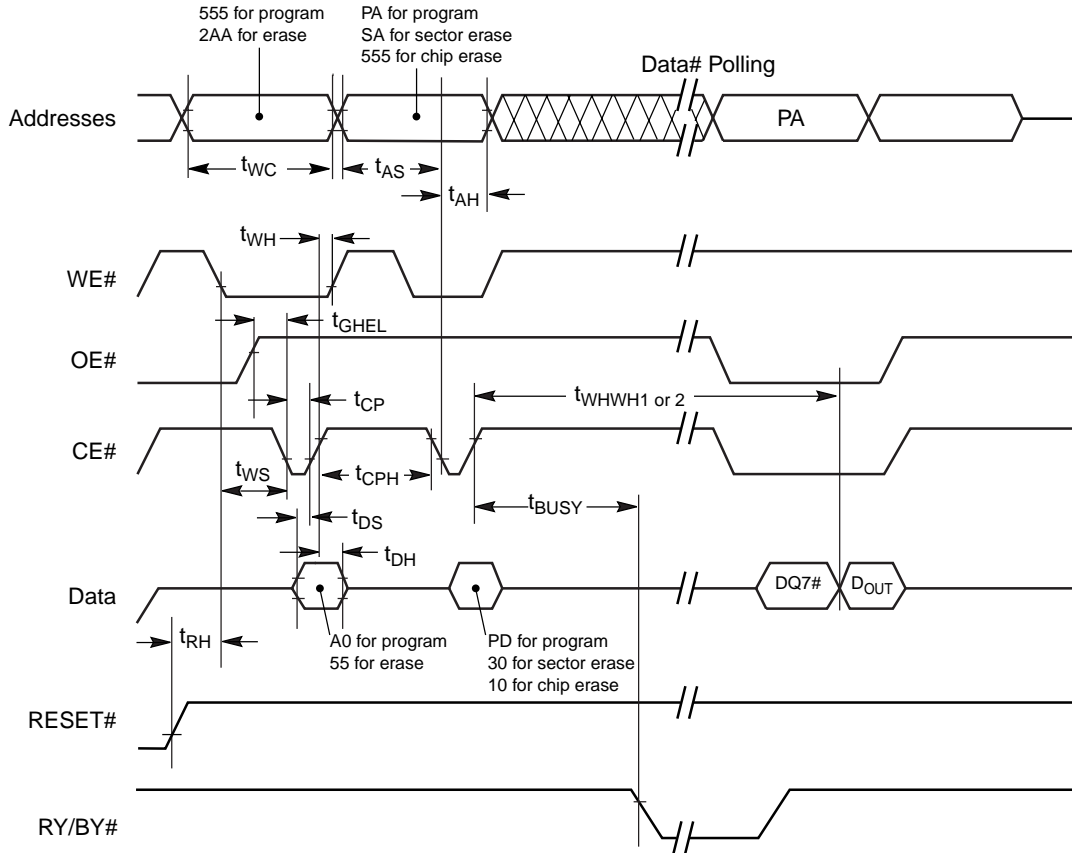 555 for program
2AA for erase
PA for program
SA for sector erase
555 for chip erase
Data# Polling
Addresses
PA
tWC
tAS
tAH
tWH
WE#
tGHEL
OE#
tCP
tWHWH1 or 2
CE#
tWS
tCPH
tBUSY
tDS
tDH
Data
DQ7#
DOUT
tRH
A0 for program
55 for erase
PD for program
30 for sector erase
10 for chip erase
RESET#
RY/BY#